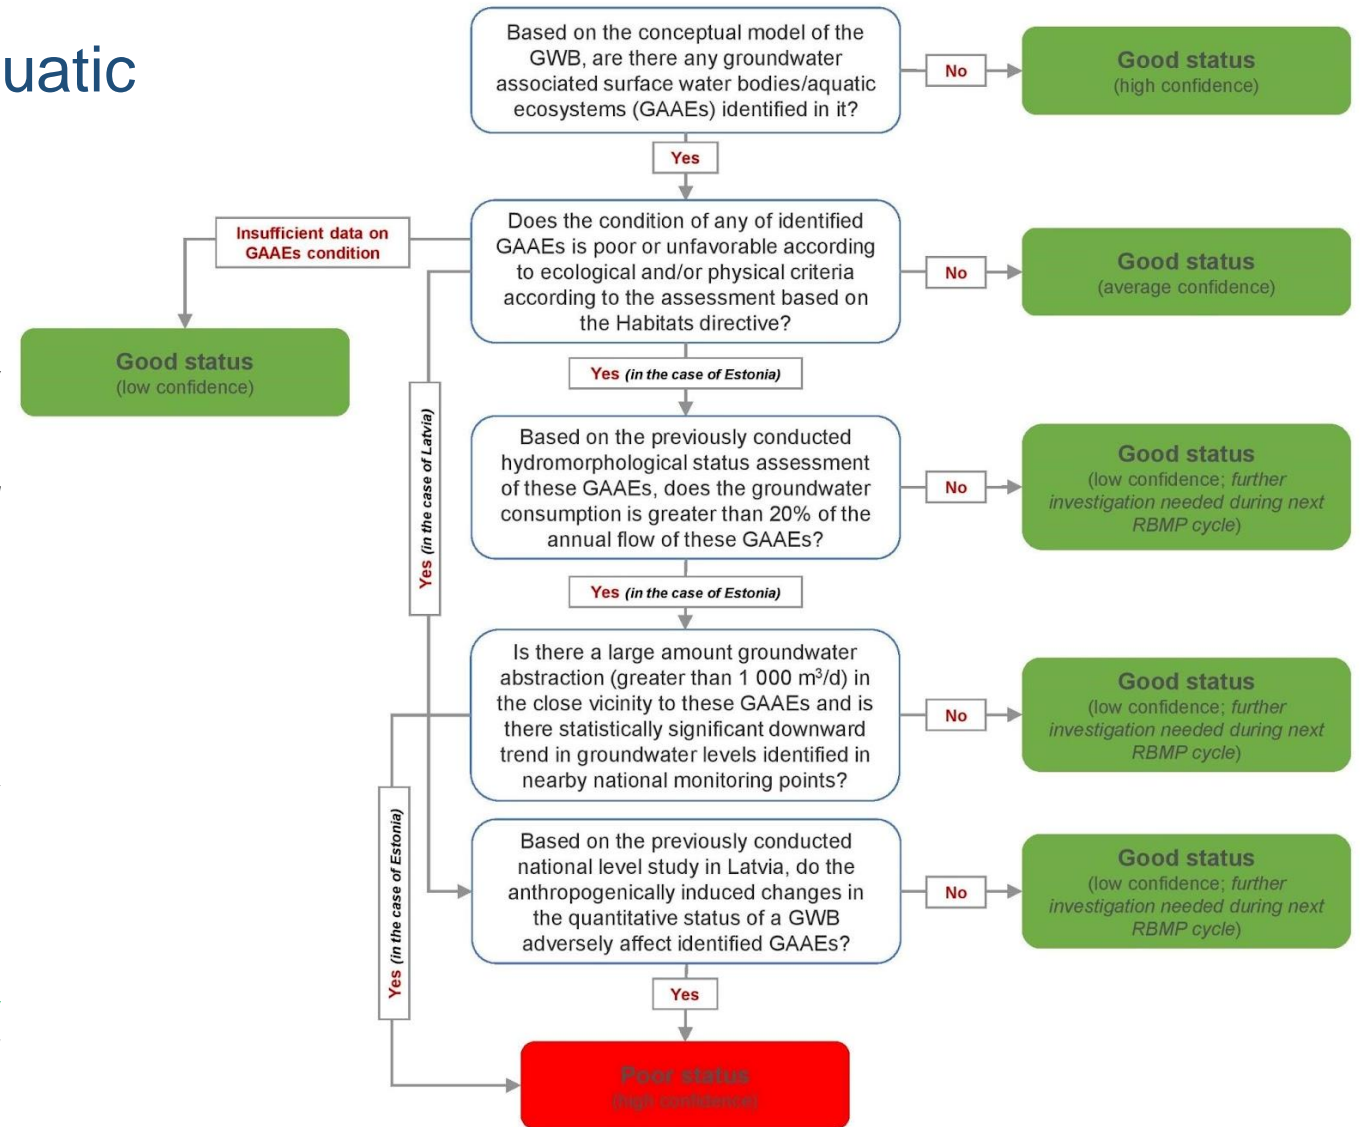 uatic
Based on the conceptual model of the
GWB, are there any groundwater
associated surface water bodies/aquatic
ecosystems (GAAEs) identified in it?
No
Good status
(high confidence)
Yes
Insufficient data on
GAAEs condition
Does the condition of any of identified
GAAEs is poor or unfavorable according
to ecological and/or physical criteria
according to the assessment based on
the Habitats directive?
No
Good status
(average confidence)
Good status
(low confidence)
Yes (in the case of Estonia)
Yes (in the case of Latvia)
Based on the previously conducted
hydromorphological status assessment
of these GAAEs, does the groundwater
consumption is greater than 20% of the
annual flow of these GAAEs?
No
Good status
(low confidence; further
investigation needed during next
RBMP cycle)
Yes (in the case of Estonia)
Is there a large amount groundwater
abstraction (greater than 1 000 m³/d) in
the close vicinity to these GAAEs and is
there statistically significant downward
trend in groundwater levels identified in
nearby national monitoring points?
No
Good status
(low confidence; further
investigation needed during next
RBMP cycle)
Yes (in the case of Estonia)
Based on the previously conducted
national level study in Latvia, do the
anthropogenically induced changes in
the quantitative status of a GWB
adversely affect identified GAAEs?
No
Good status
(low confidence; further
investigation needed during next
RBMP cycle)
Yes
Poor status
(high confidence)